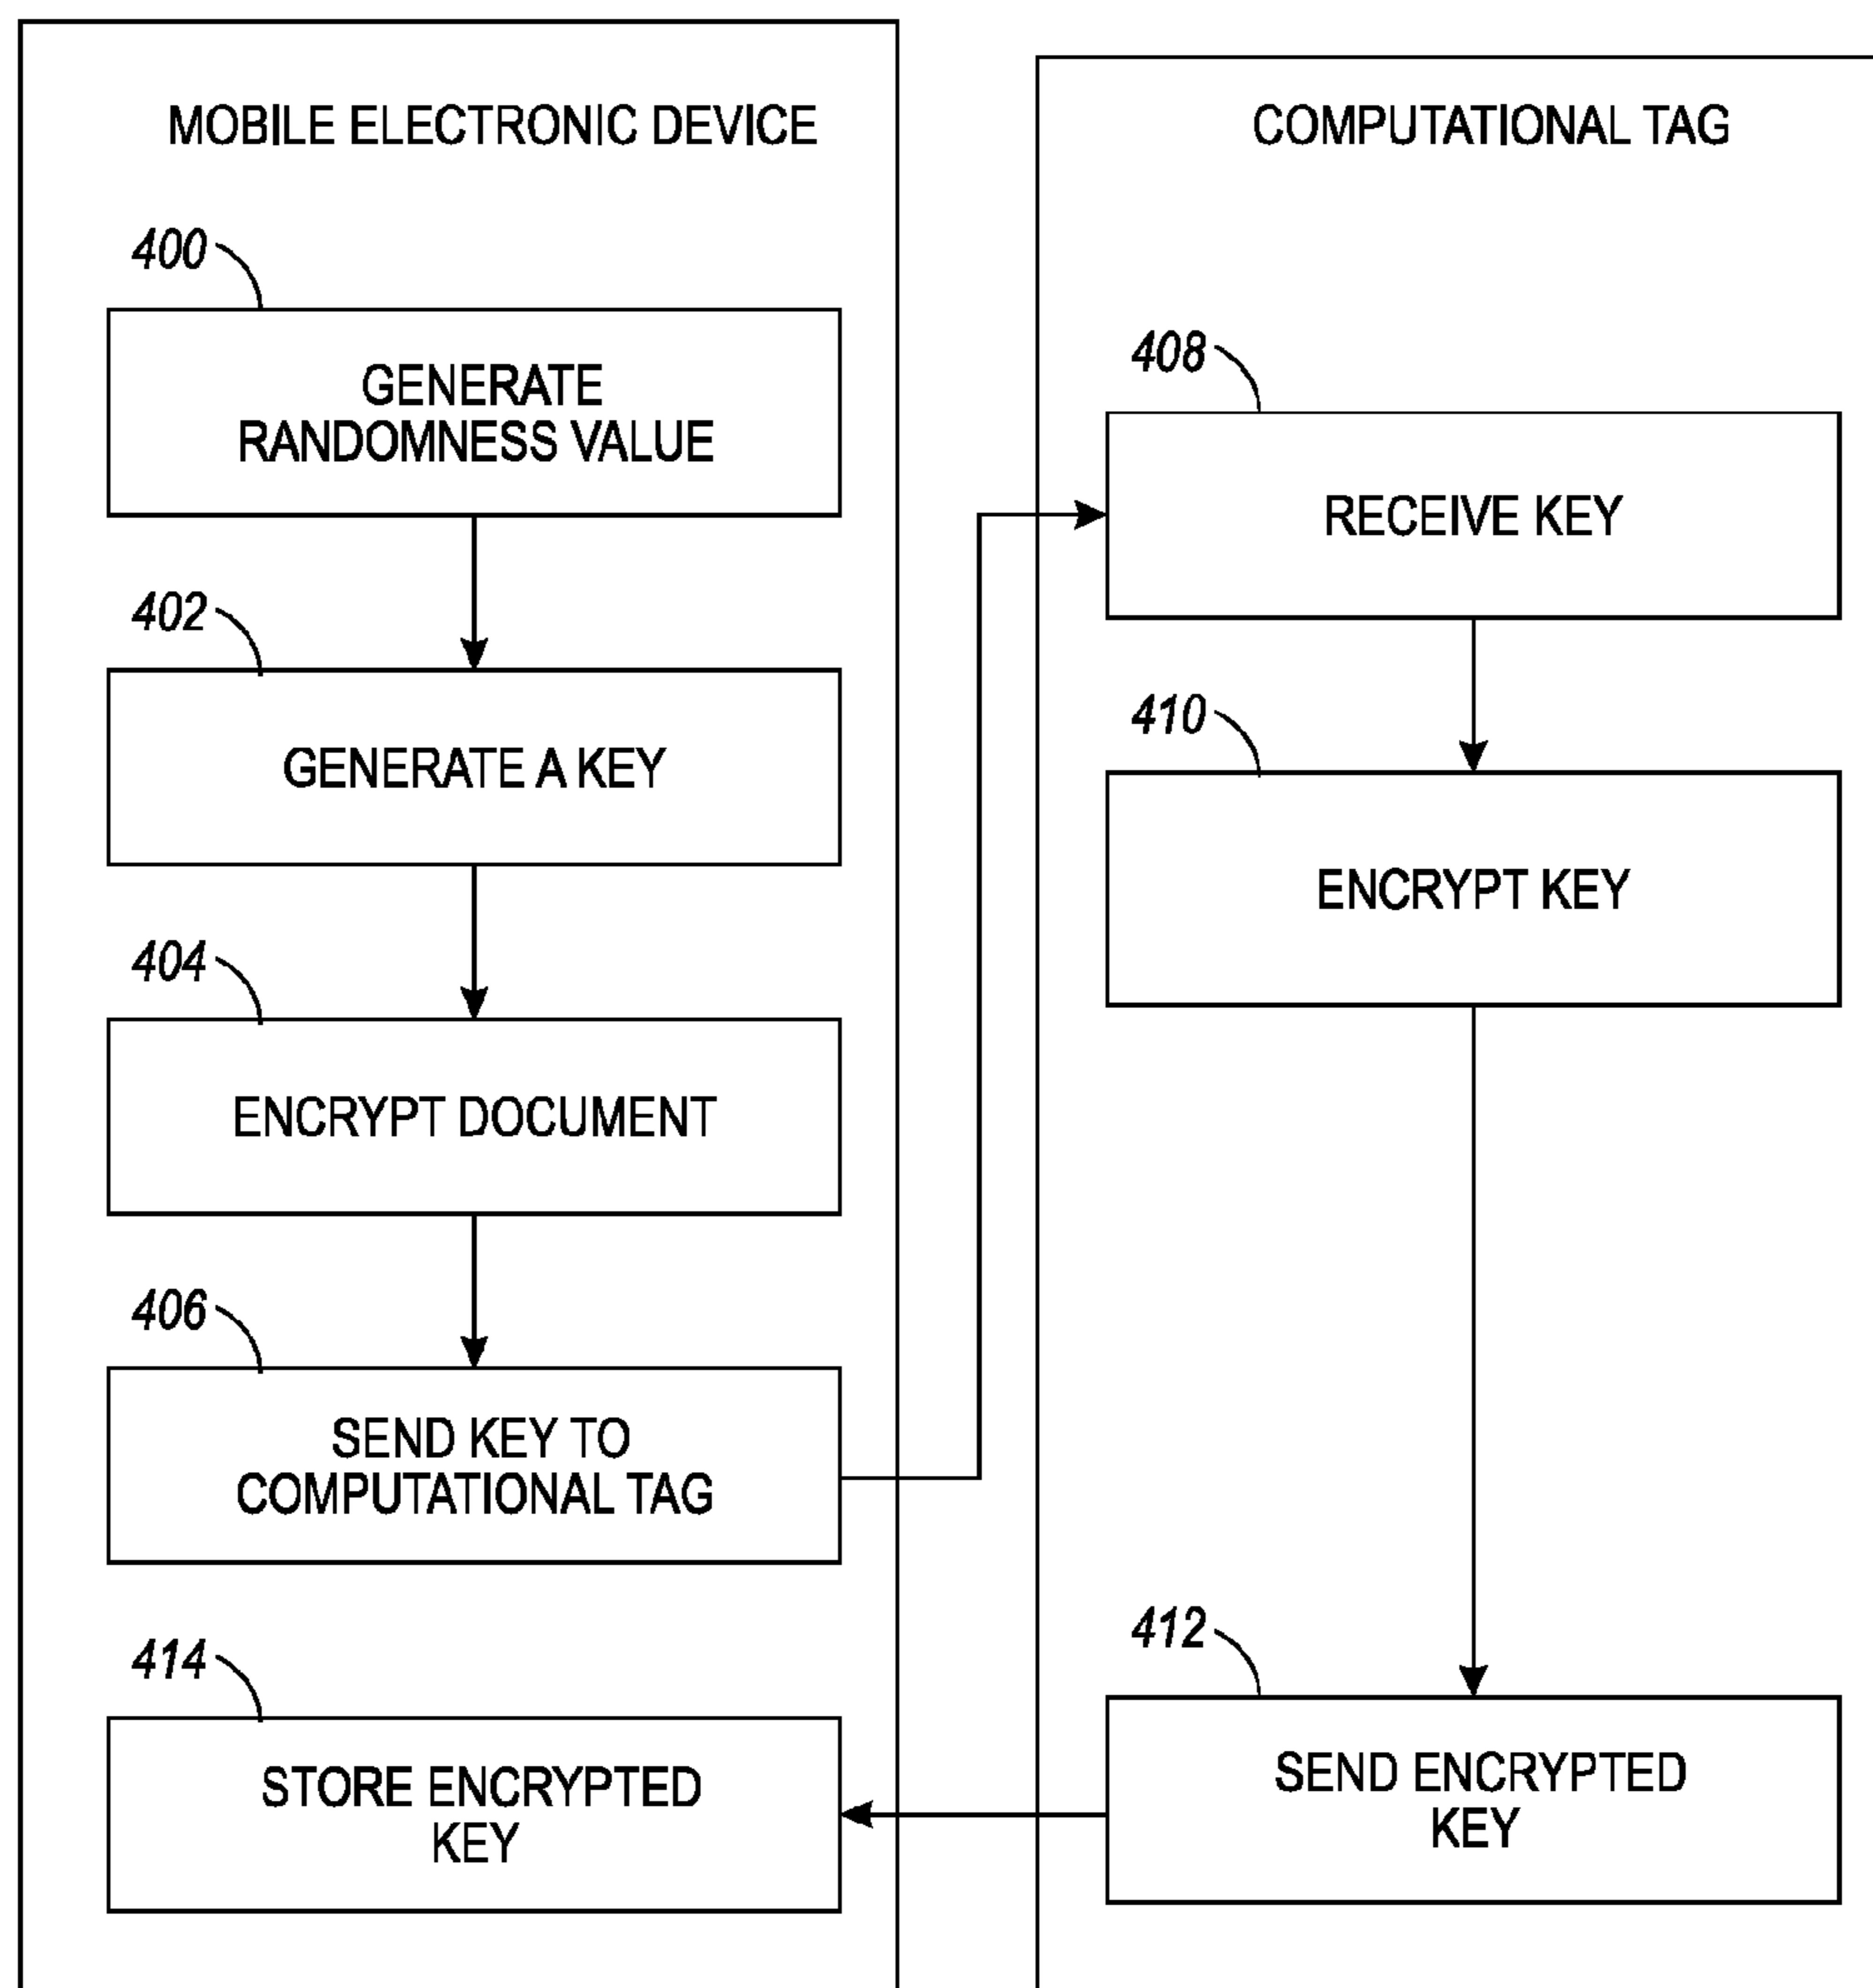 MOBILE ELECTRONIC DEVICE
400
GENERATE
RANDOMNESS VALUE
402
GENERATE A KEY
404
ENCRYPT DOCUMENT
406
SEND KEY TO
COMPUTATIONAL TAG
414
STORE ENCRYPTED
KEY
COMPUTATIONAL TAG
408
RECEIVE KEY
410
ENCRYPT KEY
412
SEND ENCRYPTED
KEY